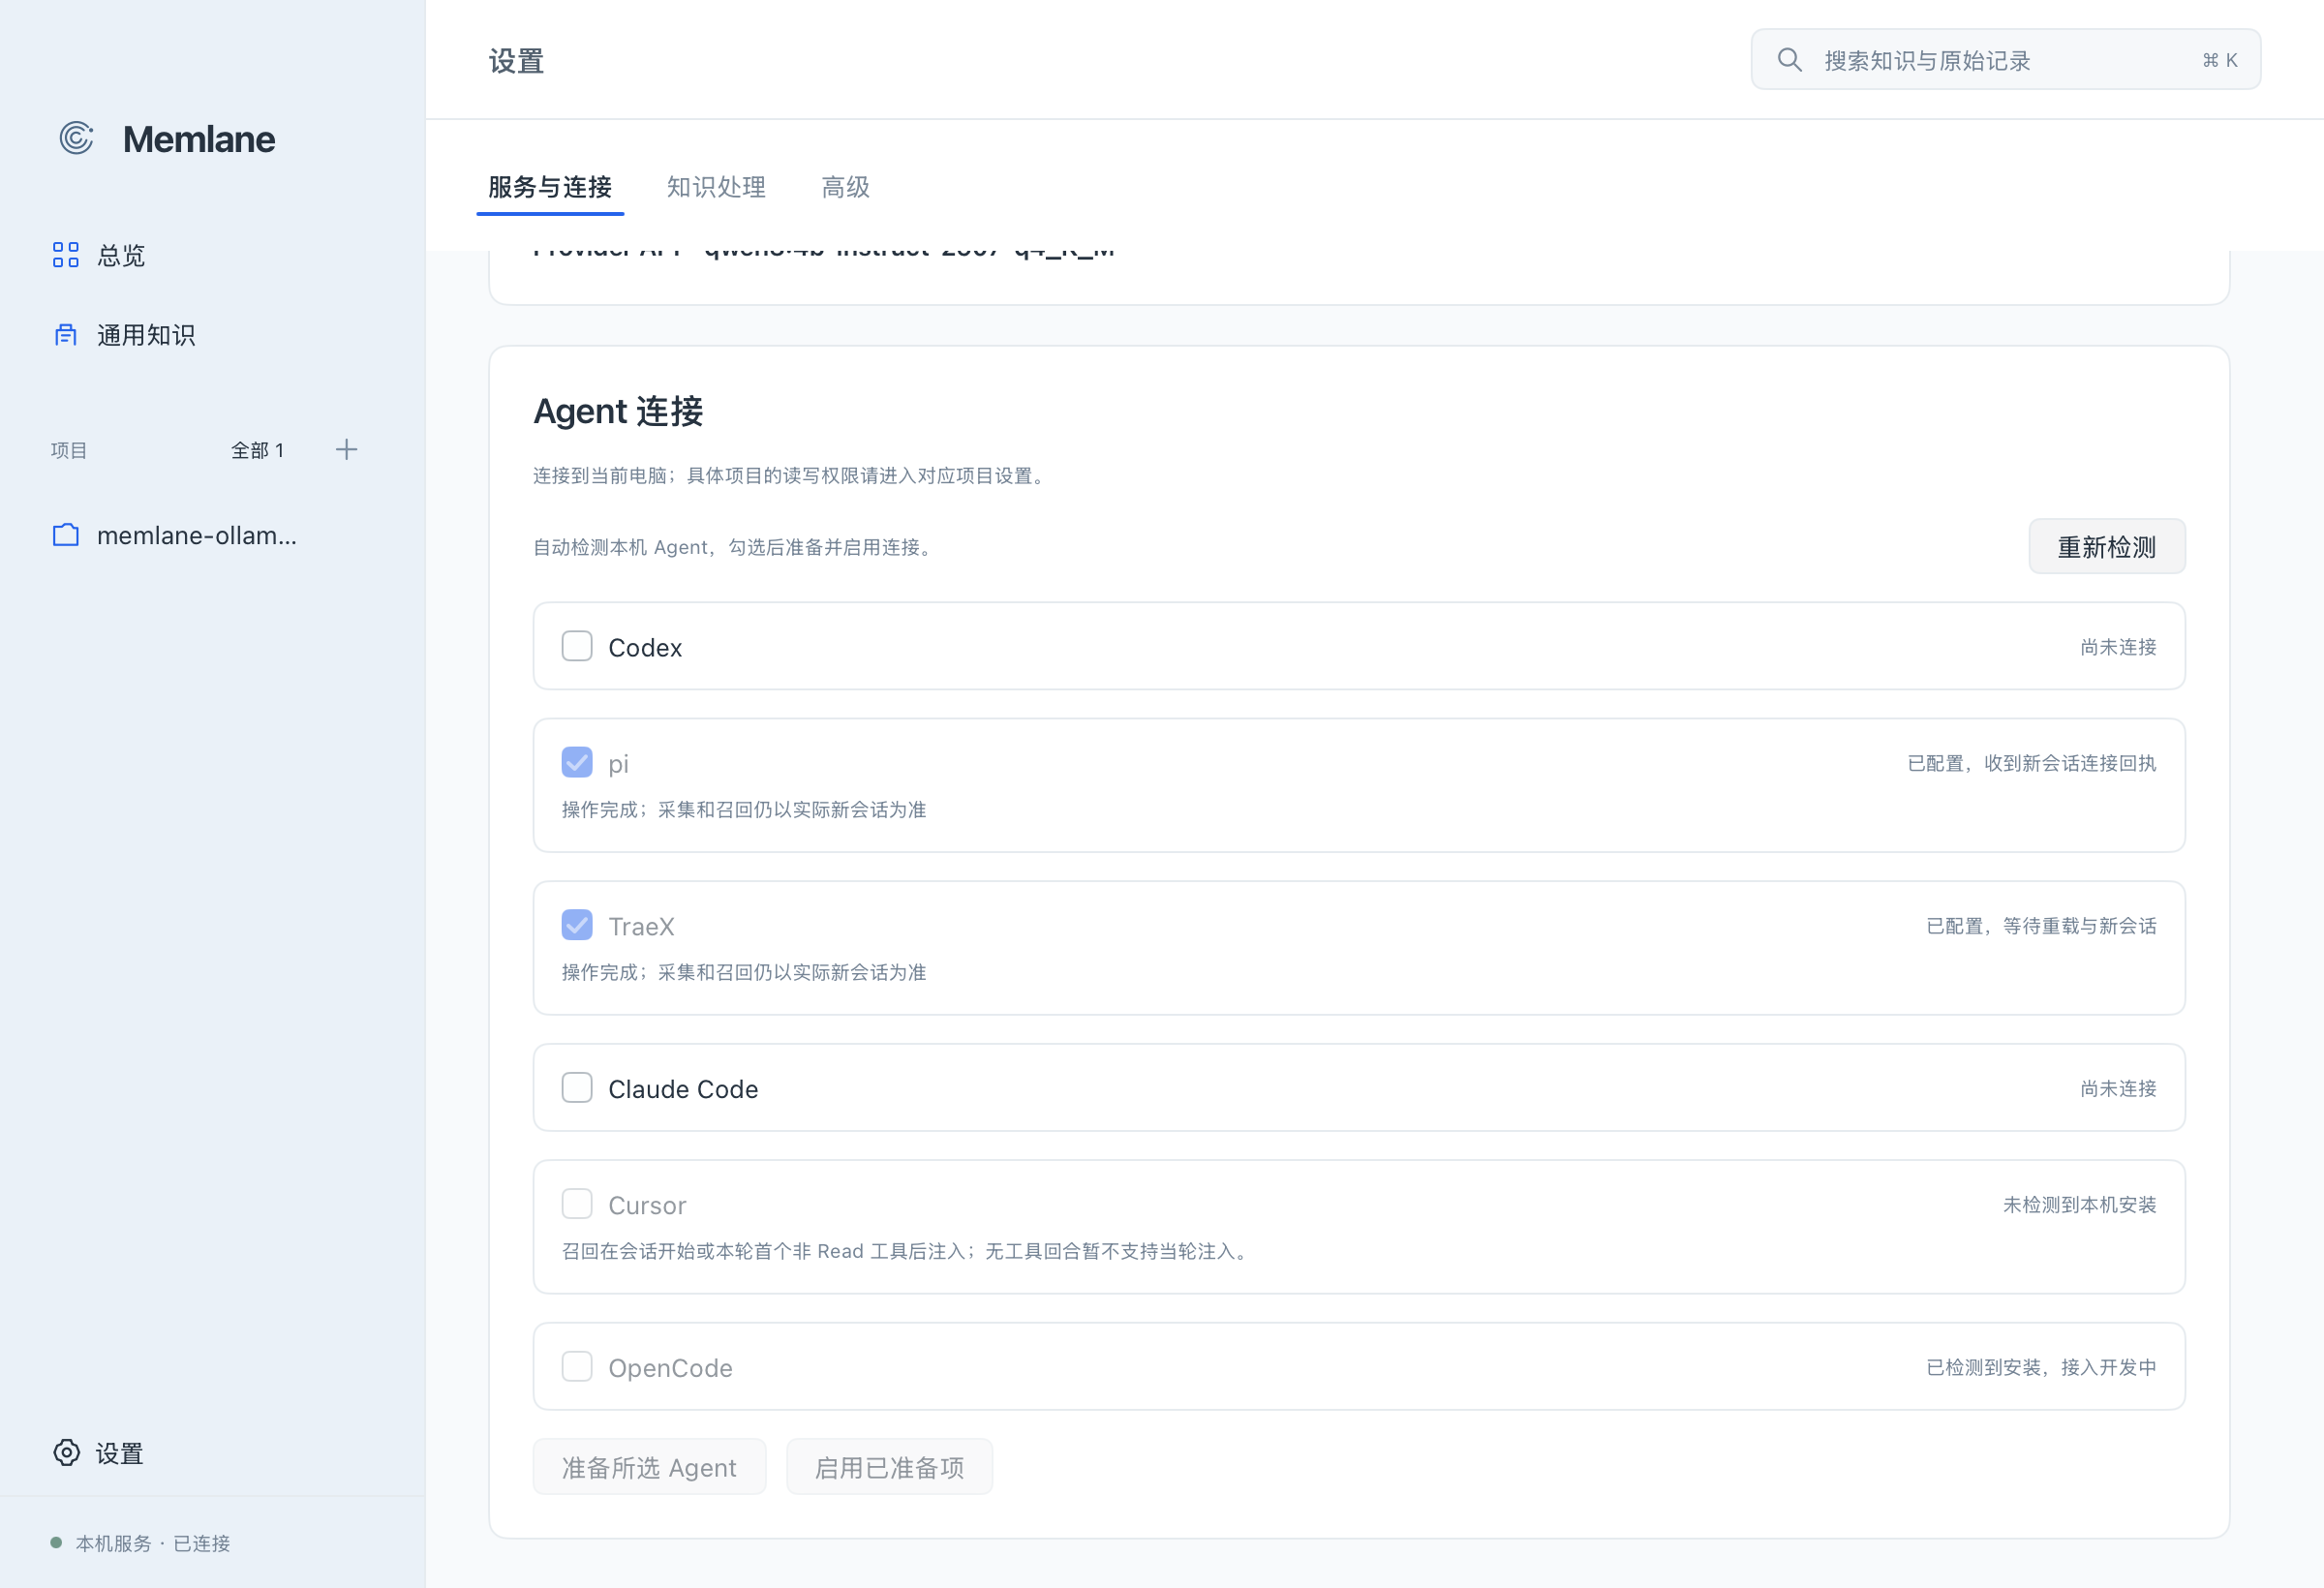 Memlane
总览
通用知识
项目
全部 1
memlane-ollam...
设置
本机服务 · 已连接
设置
搜索知识与原始记录
⌘ K
服务与连接
知识处理
高级
Provider API
Agent 连接
连接到当前电脑；具体项目的读写权限请进入对应项目设置。
自动检测本机 Agent，勾选后准备并启用连接。
重新检测
Codex
尚未连接
pi
已配置，收到新会话连接回执
操作完成；采集和召回仍以实际新会话为准
TraeX
已配置，等待重载与新会话
操作完成；采集和召回仍以实际新会话为准
Claude Code
尚未连接
Cursor
未检测到本机安装
召回在会话开始或本轮首个非 Read 工具后注入；无工具回合暂不支持当轮注入。
OpenCode
已检测到安装，接入开发中
准备所选 Agent
启用已准备项